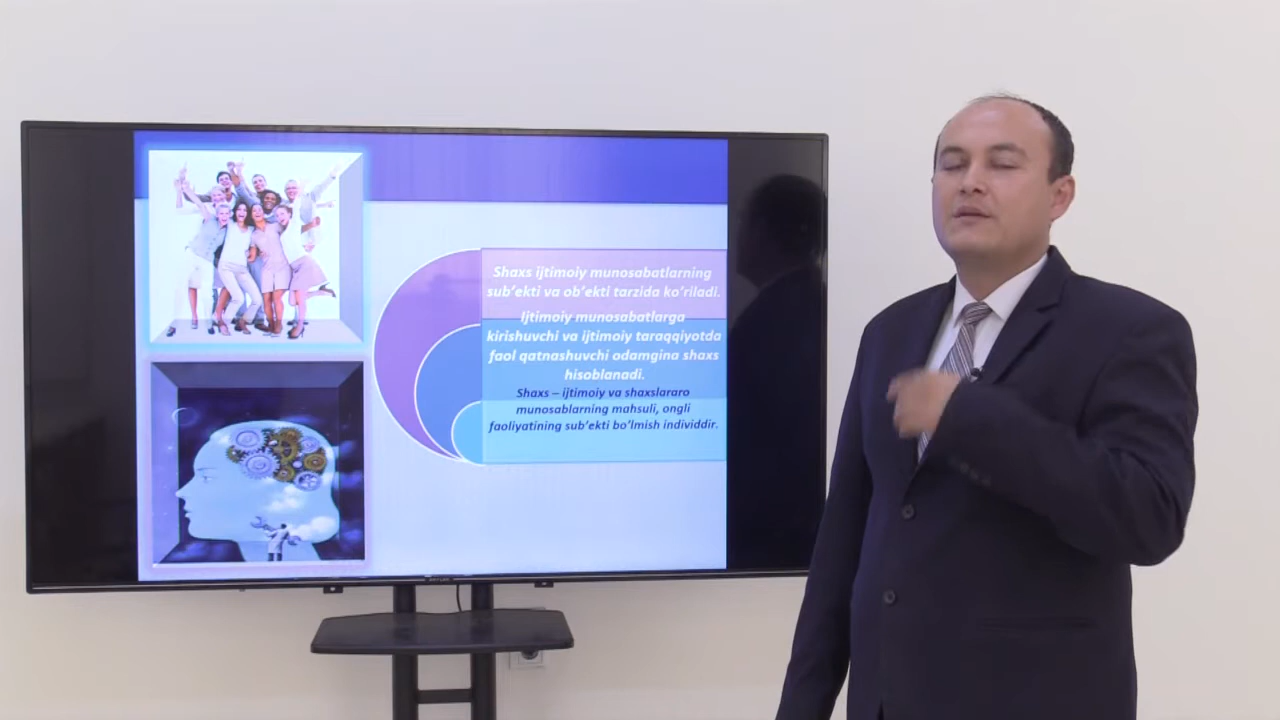 Shaxs ijtimoiy munosabatlarning
sub’ekti va ob’ekti tarzida ko’riladi.
Ijtimoiy munosabatlarga
kirishuvchi va ijtimoiy taraqqiyotda
faol qatnashuvchi odamgina shaxs
hisoblanadi.
Shaxs – ijtimoiy va shaxslararo
munosablarning mahsuli, ongli
faoliyatining sub’ekti bo’lmish individdir.